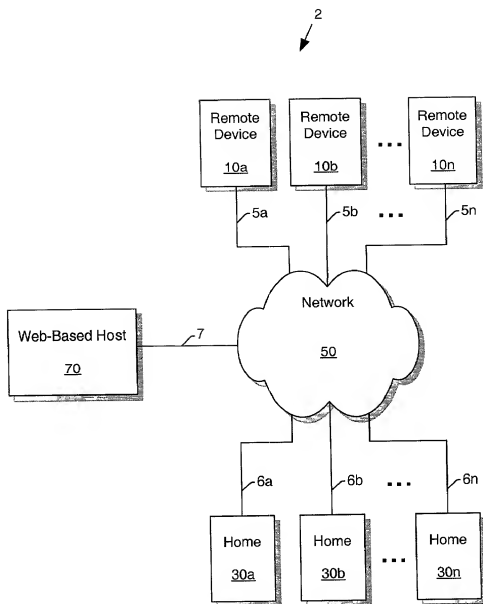 2
Remote Device 10a
Remote Device 10b
...
Remote Device 10n
5a
5b
...
5n
Network
50
Web-Based Host
70
7
6a
6b
...
6n
Home
30a
Home
30b
...
Home
30n